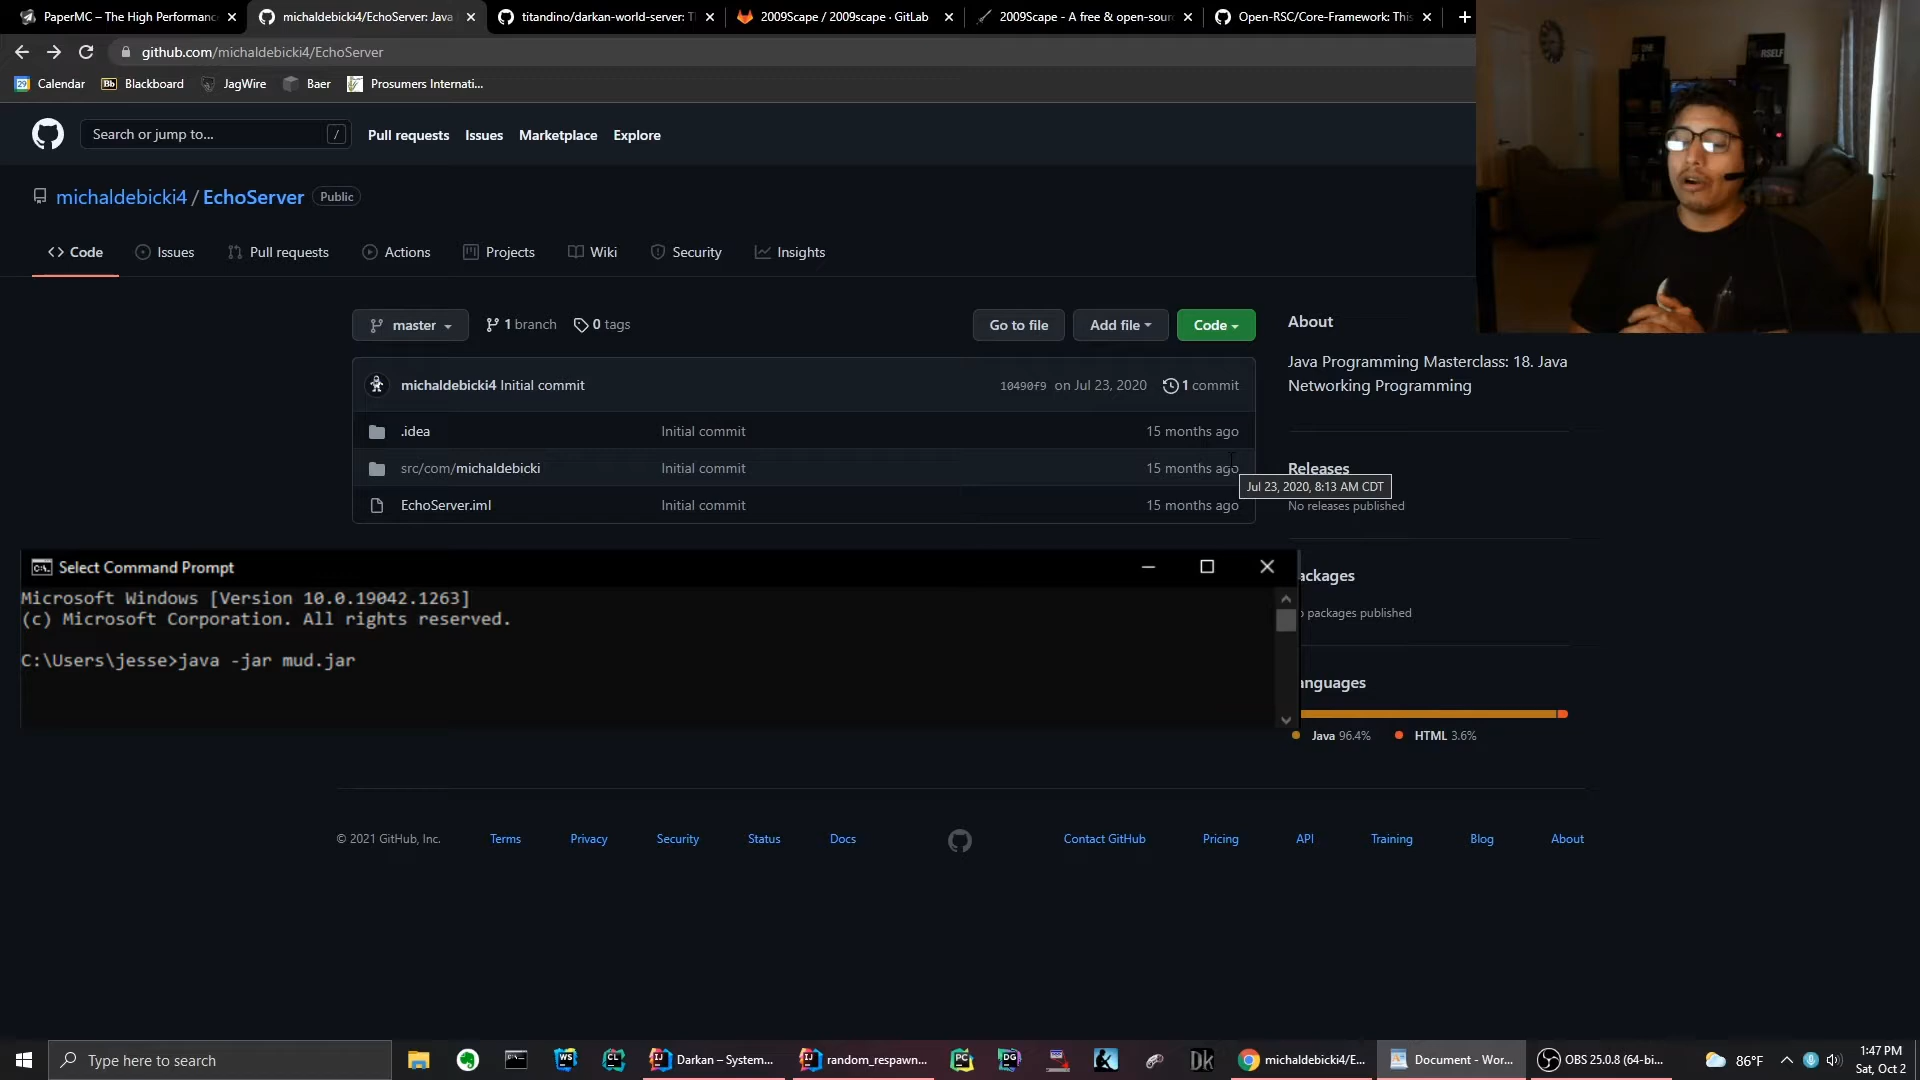 PaperMC – The High Performanc
michaldebicki4/EchoServer: Java
titandino/darkan-world-server: T
2009Scape / 2009scape · GitLab
2009Scape - A free & open-sour
Open-RSC/Core-Framework: This
github.com/michaldebicki4/EchoServer
Calendar
Bb Blackboard
JagWire
Baer
Prosumers Internati...
Search or jump to... /
Pull requests
Issues
Marketplace
Explore
michaldebicki4 / EchoServer Public
Code
Issues
Pull requests
Actions
Projects
Wiki
Security
Insights
master
1 branch
0 tags
Go to file
Add file
Code
About
Java Programming Masterclass: 18. Java
Networking Programming
michaldebicki4 Initial commit
10490f9 on Jul 23, 2020
1 commit
.idea Initial commit 15 months ago
src/com/michaldebicki Initial commit 15 months ago
EchoServer.iml Initial commit 15 months ago
Releases
Jul 23, 2020, 8:13 AM CDT
No releases published
ackages
packages published
anguages
Java 96.4%
HTML 3.6%
Select Command Prompt
Microsoft Windows [Version 10.0.19042.1263]
(c) Microsoft Corporation. All rights reserved.
C:\Users\jesse>java -jar mud.jar
© 2021 GitHub, Inc.
Terms
Privacy
Security
Status
Docs
Contact GitHub
Pricing
API
Training
Blog
About
Type here to search
WS
CL
IJ Darkan – System...
IJ random_respawn...
PC
DG
K
Dk
michaldebicki4/E...
Document - Wor...
OBS 25.0.8 (64-bi...
86°F
1:47 PM
Sat, Oct 2